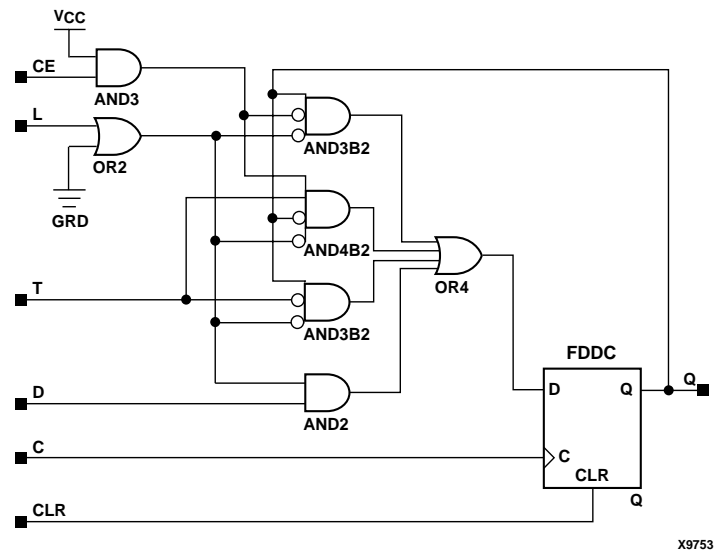 VCC
CE
AND3
L
OR2
GRD
AND3B2
AND4B2
OR4
T
AND3B2
FDDC
D
AND2
D
Q
Q
C
C
CLR
CLR
Q
X9753